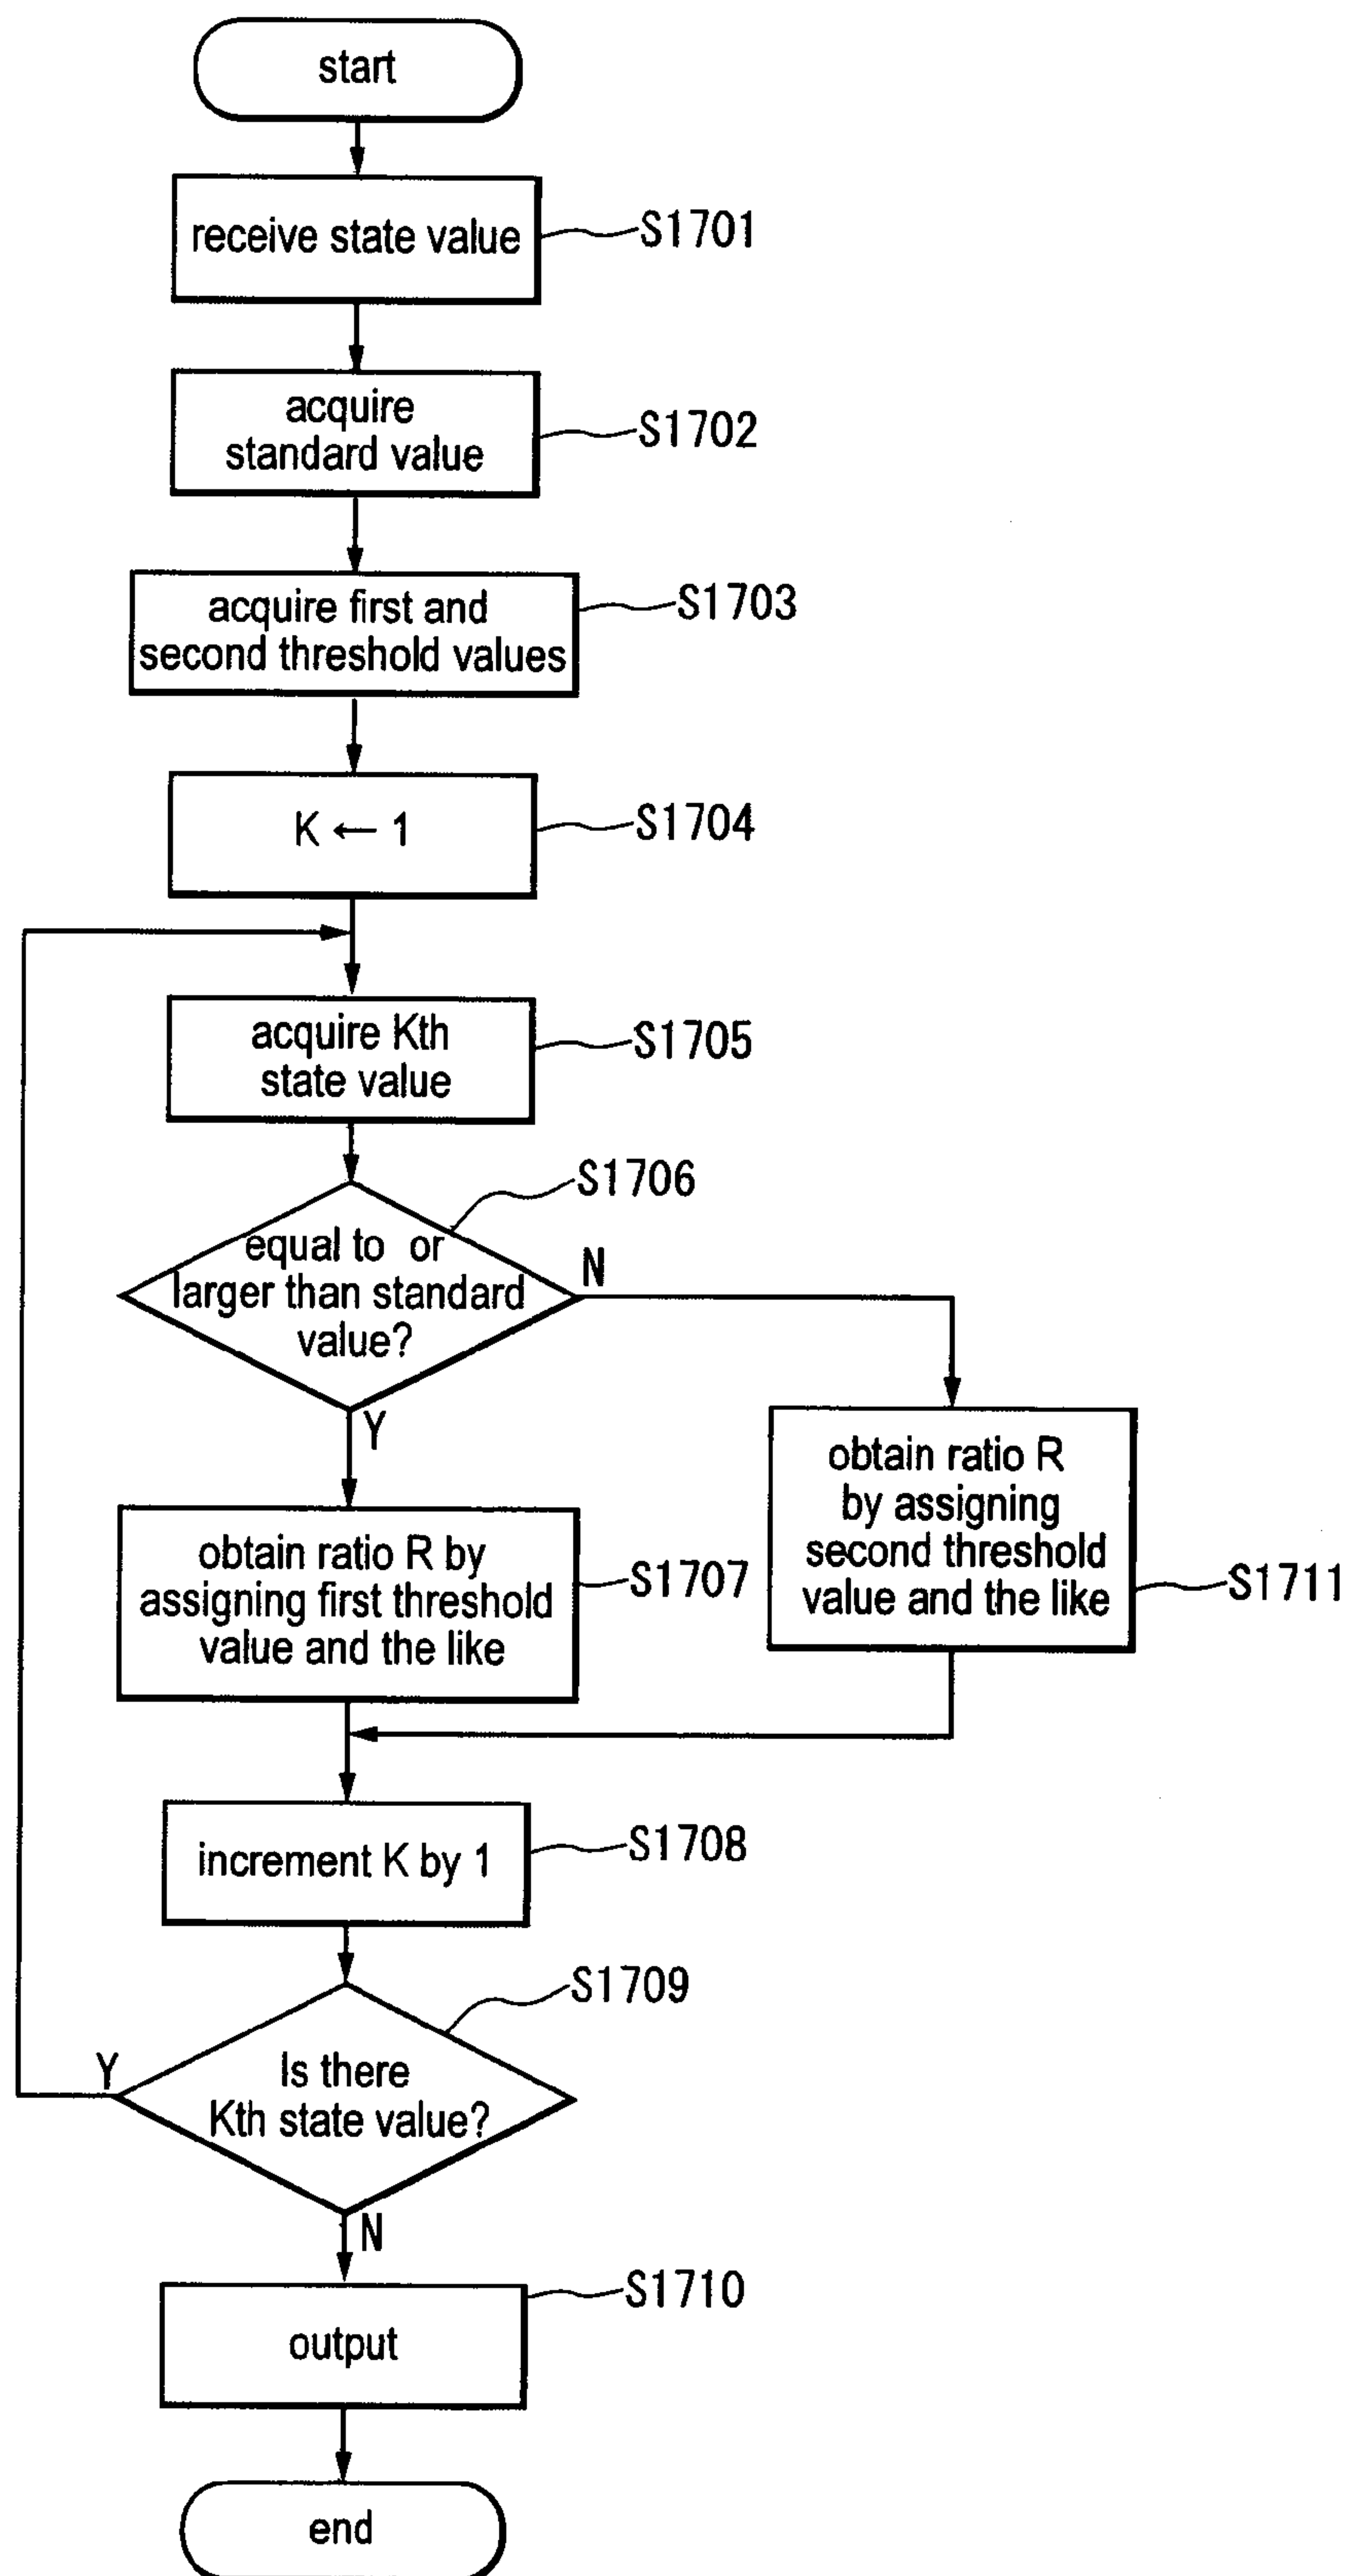 start
receive state value
S1701
acquire
standard value
S1702
acquire first and
second threshold values
S1703
K ← 1
S1704
acquire Kth
state value
S1705
S1706
equal to or
larger than standard
value?
N
Y
obtain ratio R by
assigning first threshold
value and the like
S1707
obtain ratio R
by assigning
second threshold
value and the like
S1711
increment K by 1
S1708
S1709
Is there
Kth state value?
Y
N
output
S1710
end